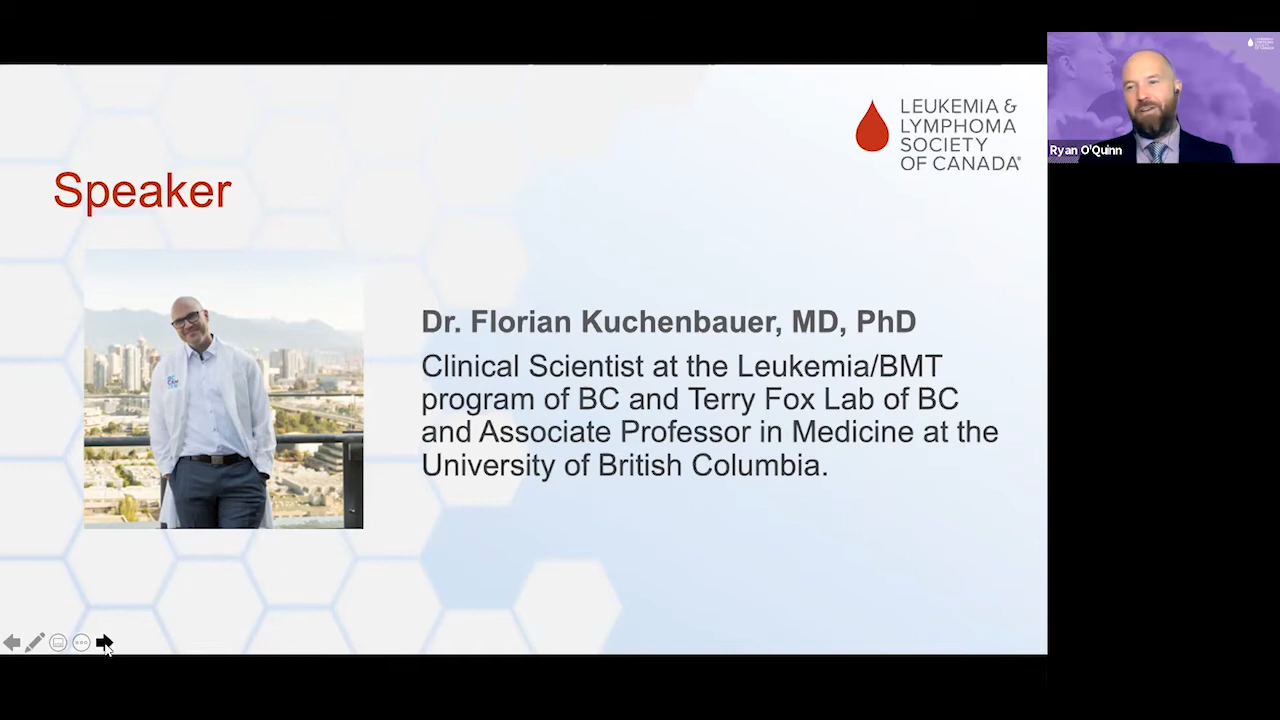 LEUKEMIA &
LYMPHOMA
SOCIETY
OF CANADA®
Ryan O'Quinn
Speaker
Dr. Florian Kuchenbauer, MD, PhD
Clinical Scientist at the Leukemia/BMT
program of BC and Terry Fox Lab of BC
and Associate Professor in Medicine at the
University of British Columbia.